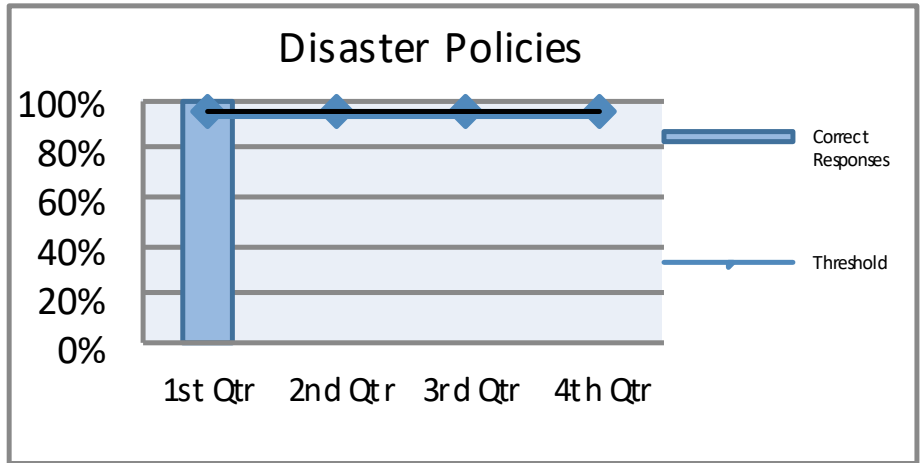 Disaster Policies
100%
80%
60%
40%
20%
0%
1st Qtr 2nd Qtr 3rd Qtr 4th Qtr
Correct
Responses
Threshold